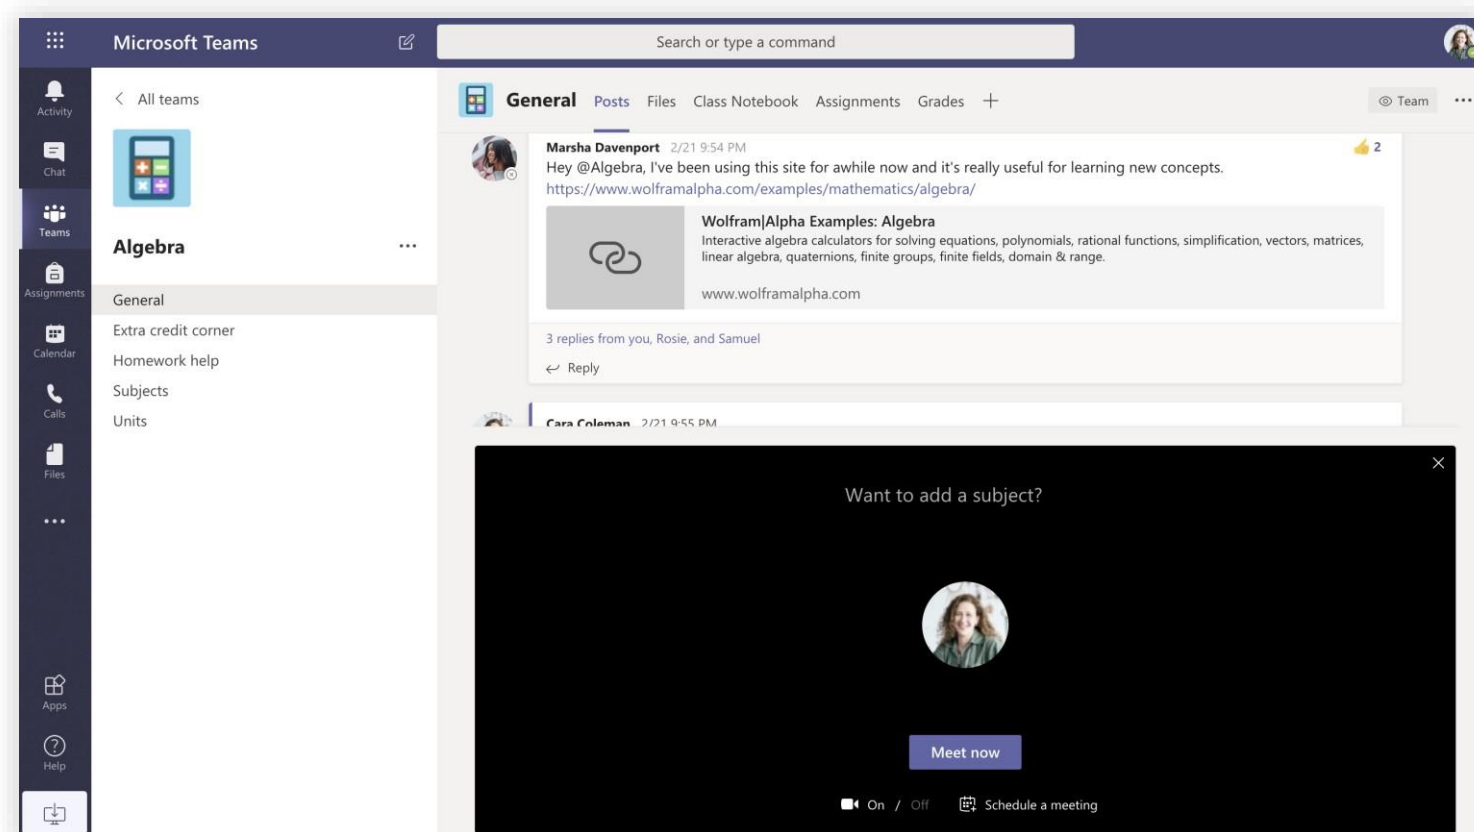 Microsoft Teams
Search or type a command
Activity
Chat
Teams
Assignments
Calendar
Calls
Files
Apps
Help
All teams
Algebra
General
Extra credit corner
Homework help
Subjects
Units
General Posts Files Class Notebook Assignments Grades
Team
Marsha Davenport 2/21 9:54 PM
2
Hey @Algebra, I've been using this site for awhile now and it's really useful for learning new concepts.
https://www.wolframalpha.com/examples/mathematics/algebra/
Wolfram|Alpha Examples: Algebra
Interactive algebra calculators for solving equations, polynomials, rational functions, simplification, vectors, matrices,
linear algebra, quaternions, finite groups, finite fields, domain & range.
www.wolframalpha.com
3 replies from you, Rosie, and Samuel
Reply
Cara Coleman 2/21 9:55 PM
Want to add a subject?
Meet now
On / Off Schedule a meeting